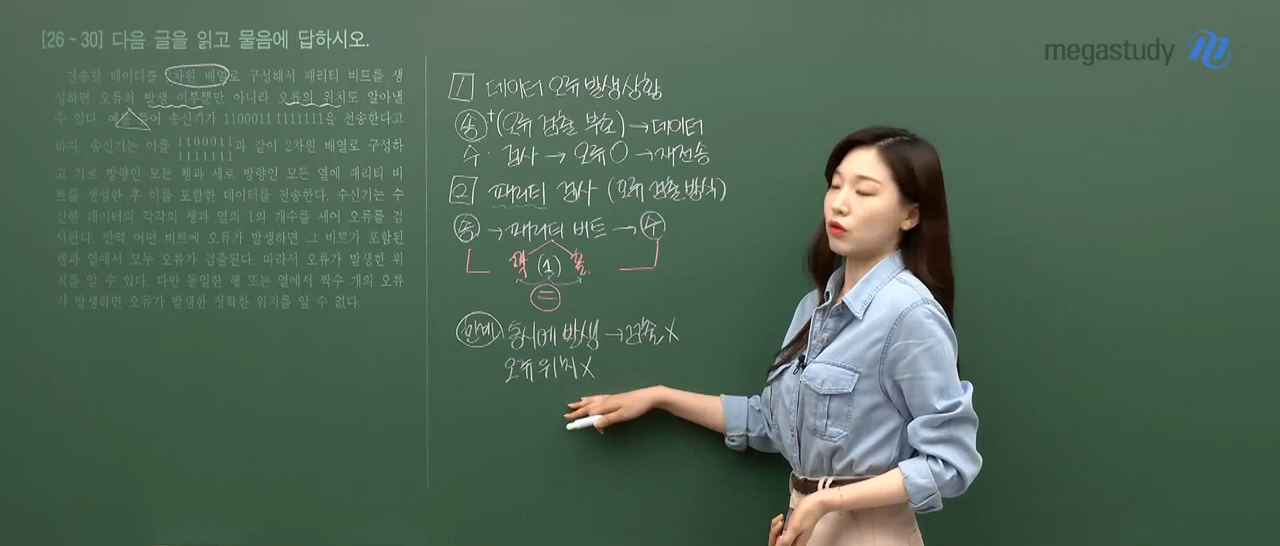 [26 ~ 30] 다음 글을 읽고 물음에 답하시오.
전송할 데이터를 2차원 배열로 구성해서 패리티 비트를 생
성하면 오류의 발생 여부뿐만 아니라 오류의 위치도 알아낼
수 있다. 예를 들어 송신기가 1100011 1111111을 전송한다고
하자. 송신기는 이를 1100011
1111111과 같이 2차원 배열로 구성하
고 가로 방향인 모든 행과 세로 방향인 모든 열에 패리티 비
트를 생성한 후 이를 포함한 데이터를 전송한다. 수신기는 수
신한 데이터의 각각의 행과 열의 1의 개수를 세어 오류를 검
사한다. 만약 어떤 비트에 오류가 발생하면 그 비트가 포함된
행과 열에서 모두 오류가 검출된다. 따라서 오류가 발생한 위
치를 알 수 있다. 다만 동일한 행 또는 열에서 짝수 개의 오류
가 발생하면 오류가 발생한 정확한 위치를 알 수 없다.
1 데이터 오류 발생 상황
송 + (오류 검출 부호) → 데이터
수 · 검사 → 오류 O → 재전송
2 패리티 검사 (오류 검출 방식)
송 → 패리티 비트 → 수
짝 (1) 홀
=
한계 동시에 발생 → 검출 X
오류 위치 X
megastudy